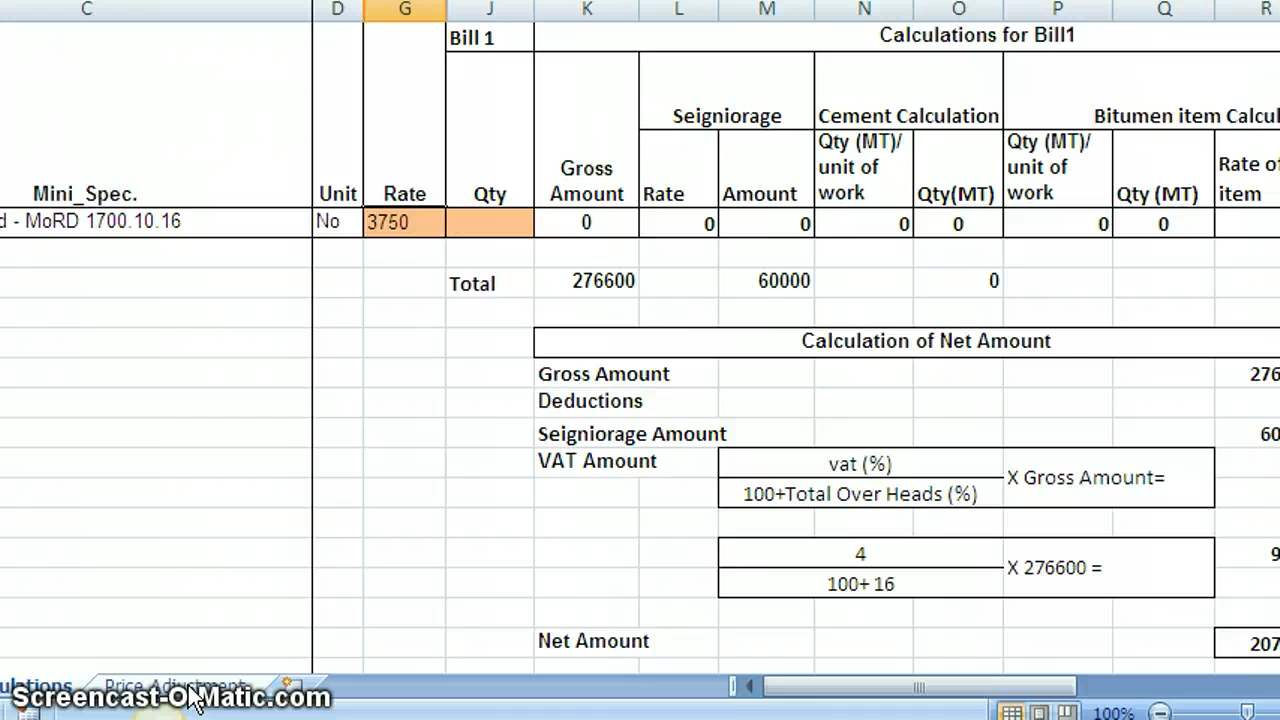 C D G J K L M N O P Q R
Bill 1 Calculations for Bill1
Seigniorage Cement Calculation Bitumen item Calcul
Mini_Spec. Unit Rate Qty Gross Amount Rate Amount Qty (MT)/ unit of work Qty(MT) Qty (MT)/ unit of work Qty (MT) Rate of item
d - MoRD 1700.10.16 No 3750 0 0 0 0 0 0 0
Total 276600 60000 0
Calculation of Net Amount
Gross Amount 276
Deductions
Seigniorage Amount 60
VAT Amount vat (%) X Gross Amount=
100+Total Over Heads (%)
4 X 276600 = 9
100+ 16
Net Amount 207
ulations Price Adjustment
Screencast-O-Matic.com
100%